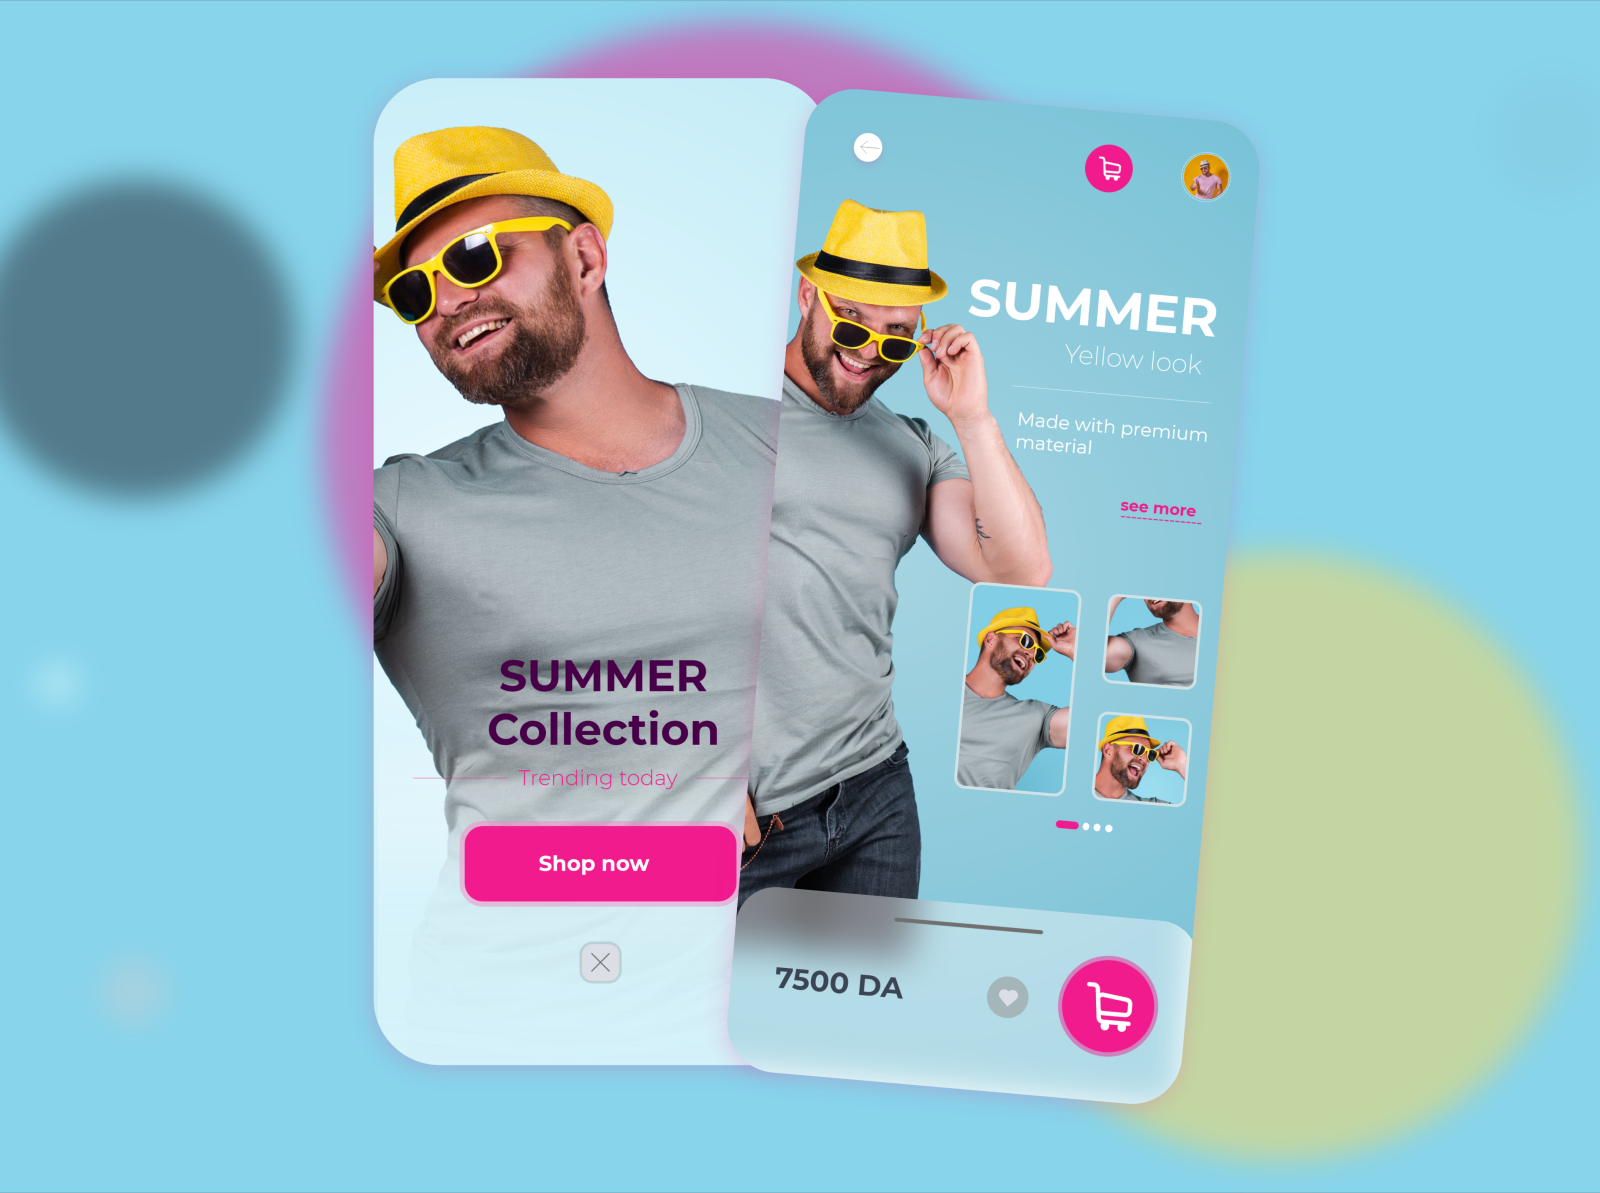 SUMMER
Collection
Trending today
Shop now
SUMMER
Yellow look
Made with premium
material
see more
7500 DA